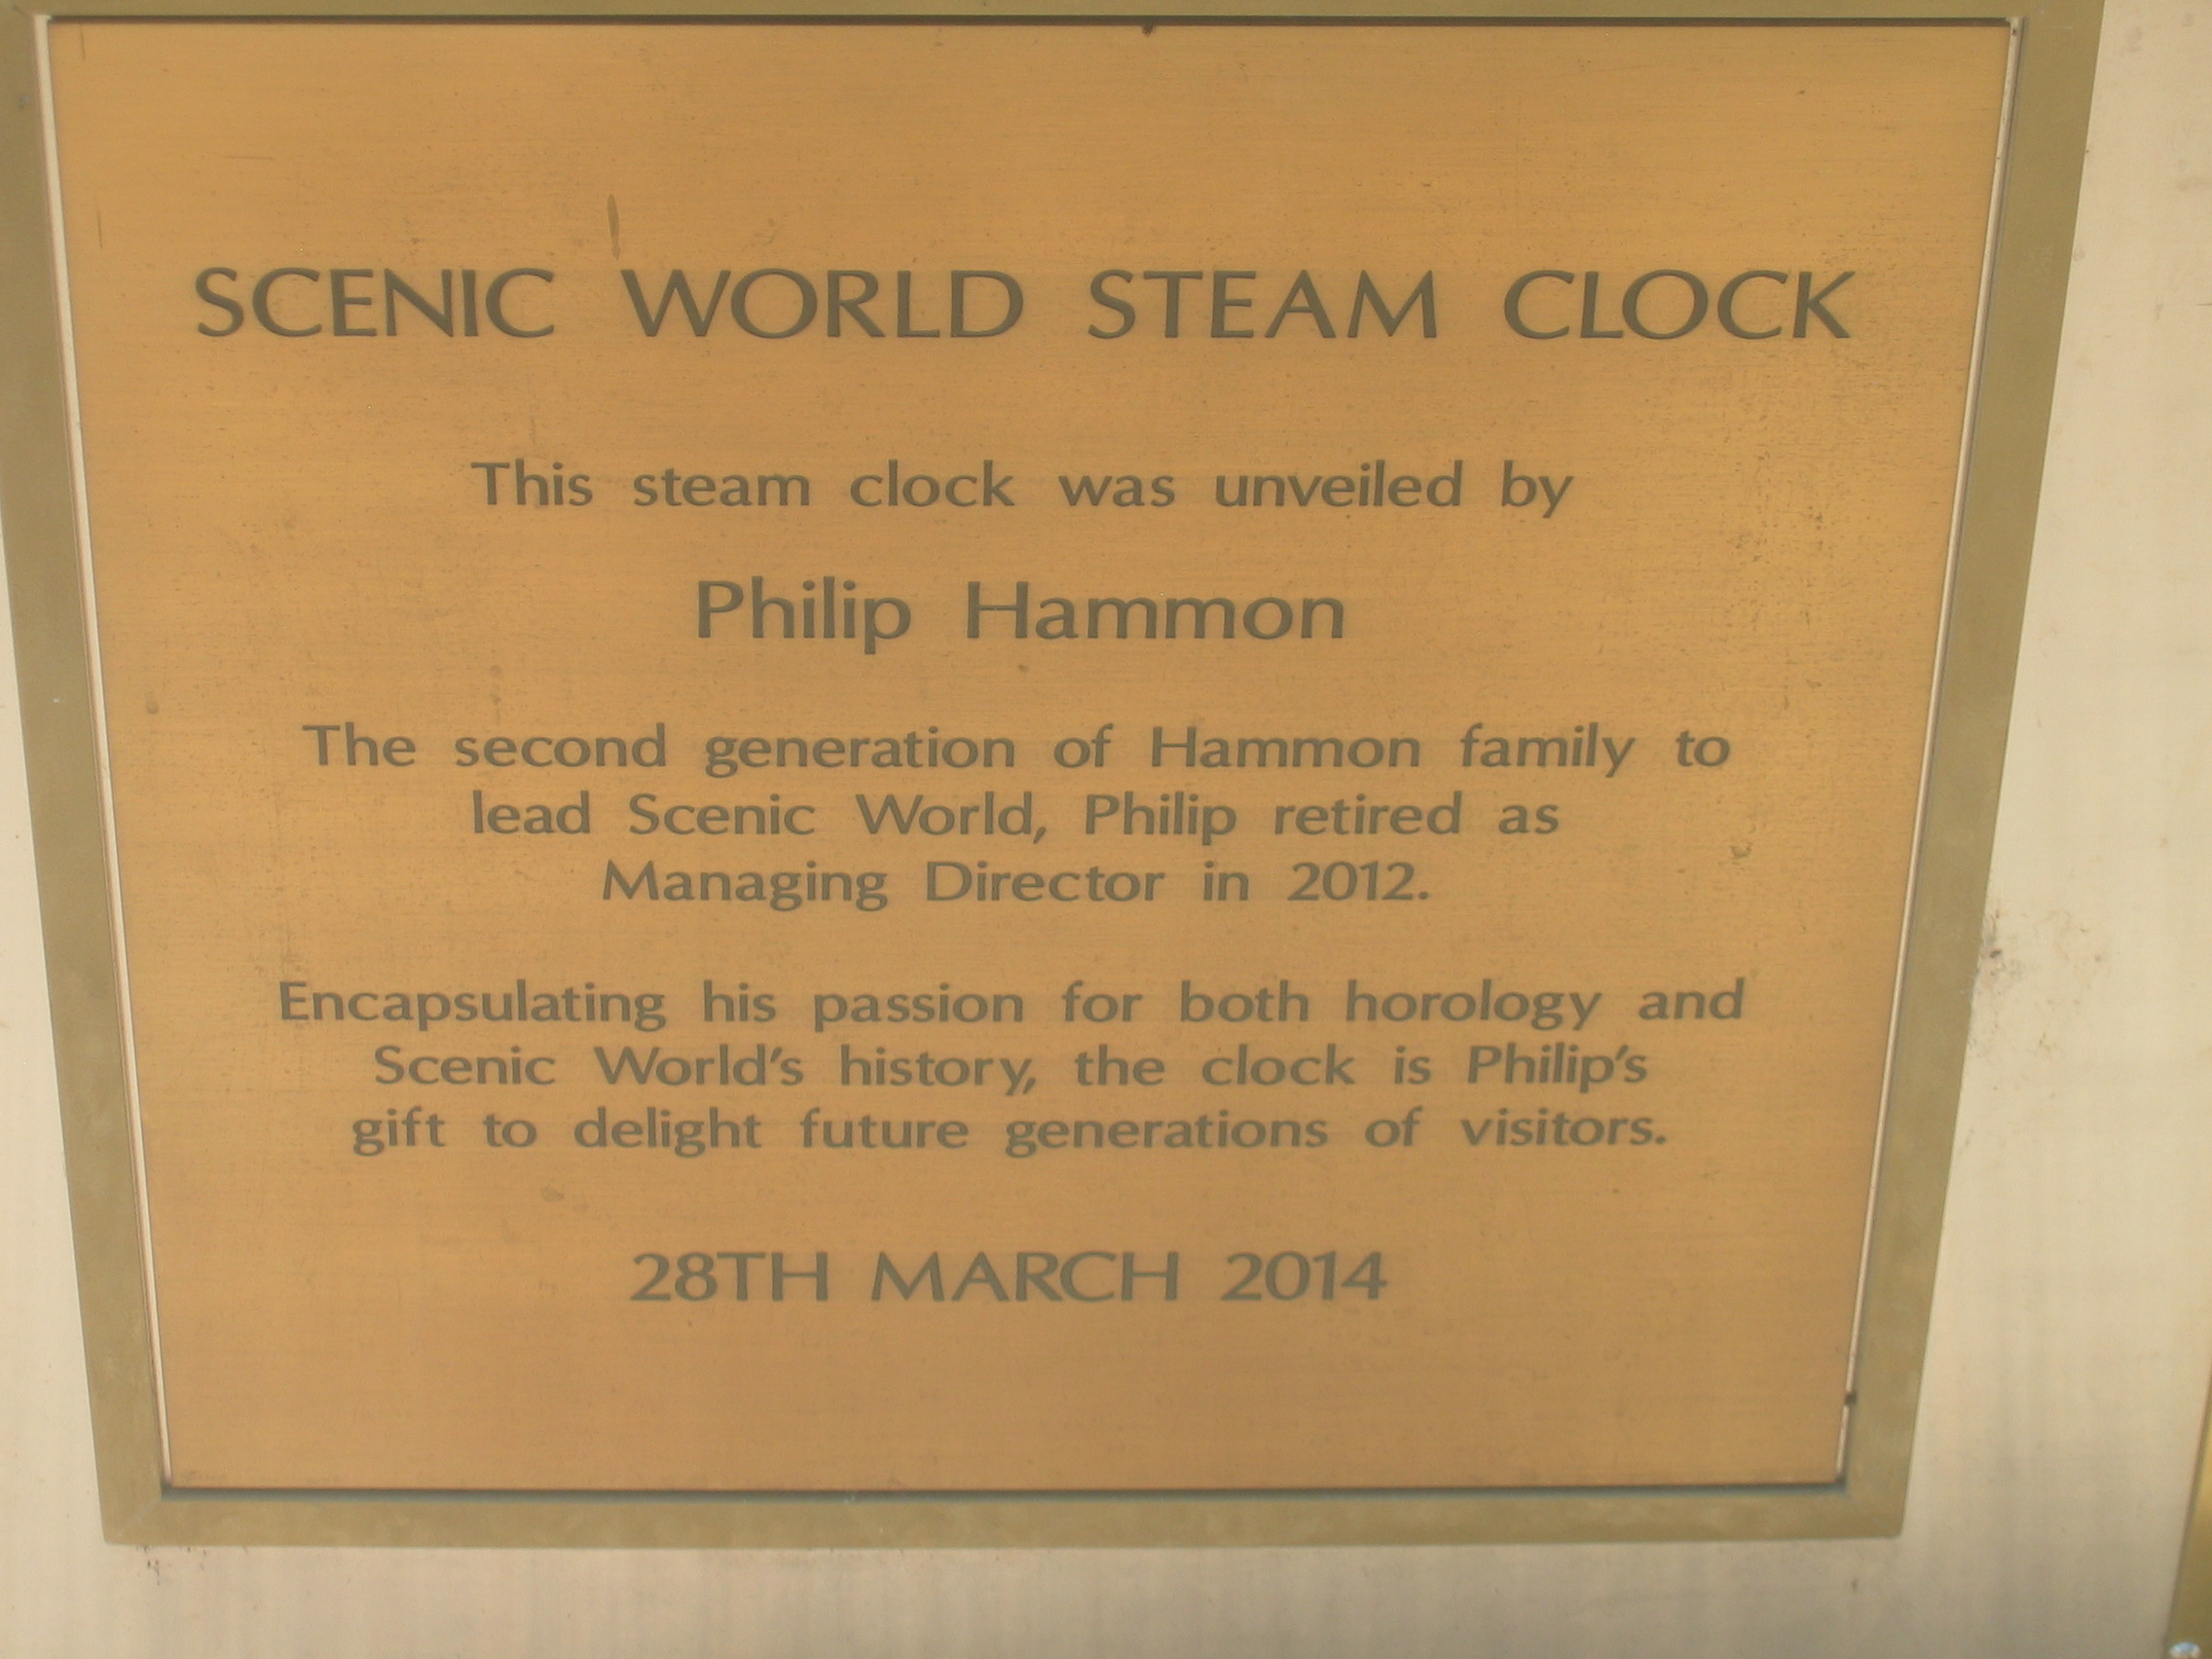 SCENIC WORLD STEAM CLOCK
This steam clock was unveiled by
Philip Hammon
The second generation of Hammon family to
lead Scenic World, Philip retired as
Managing Director in 2012.
Encapsulating his passion for both horology and
Scenic World's history, the clock is Philip's
gift to delight future generations of visitors.
28TH MARCH 2014